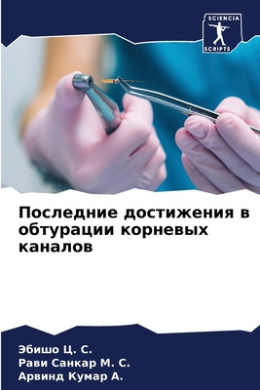 SCIENCIA
SCRIPTS
Последние достижения в
обтурации корневых
каналов
Эбишо Ц. С.
Рави Санкар М. С.
Арвинд Кумар А.